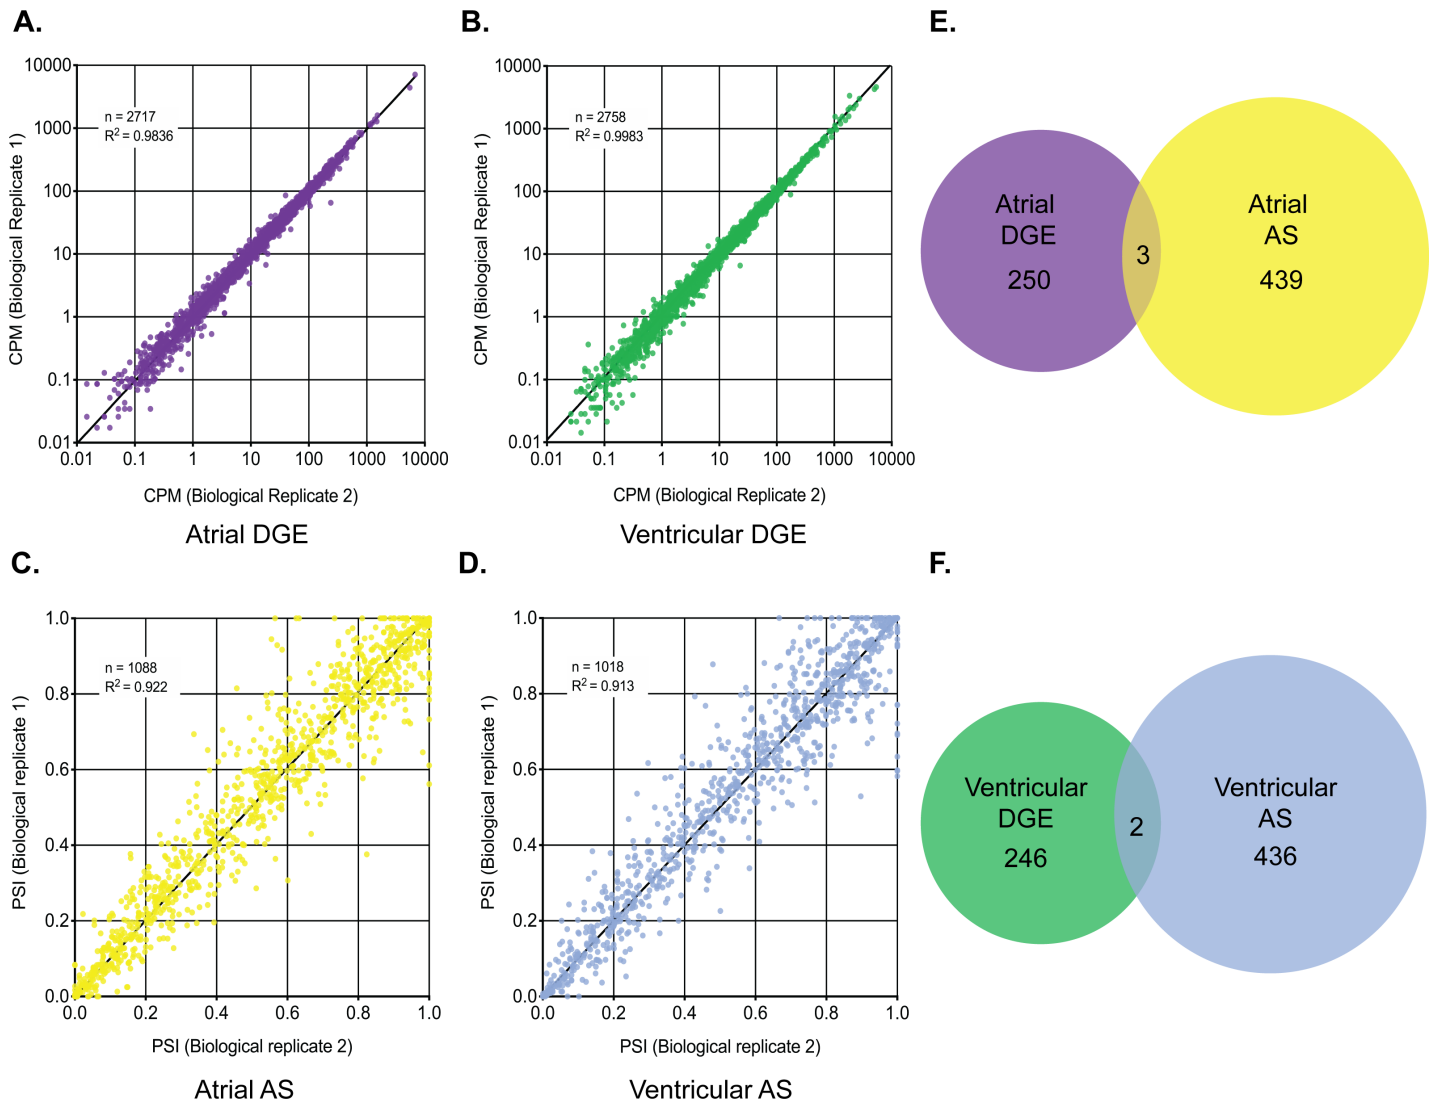 A.
10000
1000
100
10
1
0.1
0.01
n = 2717
R² = 0.9836
CPM (Biological Replicate 1)
0.01 0.1 1 10 100 1000 10000
CPM (Biological Replicate 2)
Atrial DGE
B.
10000
1000
100
10
1
0.1
0.01
n = 2758
R² = 0.9983
CPM (Biological Replicate 1)
0.01 0.1 1 10 100 1000 10000
CPM (Biological Replicate 2)
Ventricular DGE
C.
1.0
0.8
0.6
0.4
0.2
0.0
n = 1088
R² = 0.922
PSI (Biological replicate 1)
0.0 0.2 0.4 0.6 0.8 1.0
PSI (Biological replicate 2)
Atrial AS
D.
1.0
0.8
0.6
0.4
0.2
0.0
n = 1018
R² = 0.913
PSI (Biological replicate 1)
0.0 0.2 0.4 0.6 0.8 1.0
PSI (Biological replicate 2)
Ventricular AS
E.
Atrial
DGE
250
3
Atrial
AS
439
F.
Ventricular
DGE
246
2
Ventricular
AS
436